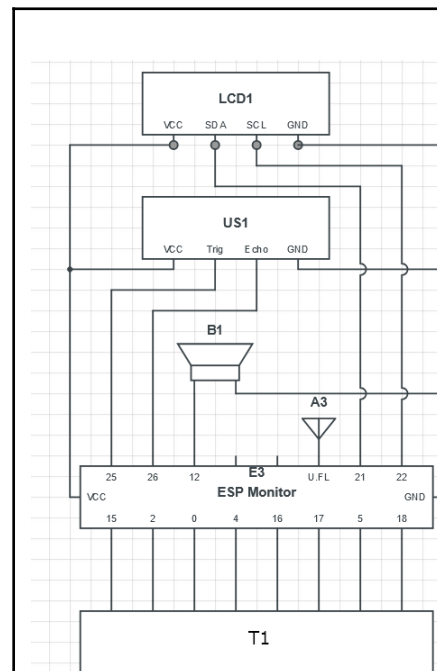 LCD1
VCC SDA SCL GND
US1
VCC Trig Echo GND
B1
A3
25 26 12 E3 U.FL 21 22
ESP Monitor
VCC GND
15 2 0 4 16 17 5 18
T1